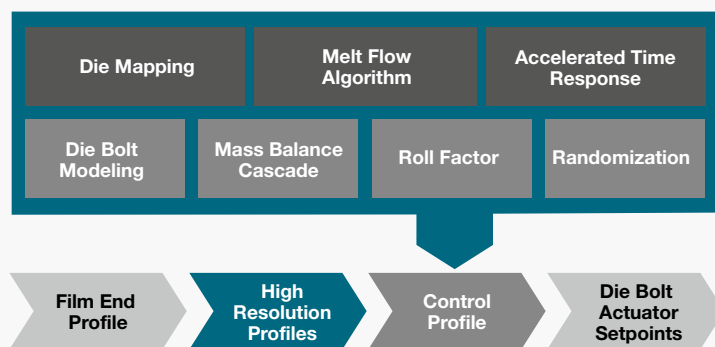 Die Mapping
Melt Flow
Algorithm
Accelerated Time
Response
Die Bolt
Modeling
Mass Balance
Cascade
Roll Factor
Randomization
Film End
Profile
High
Resolution
Profiles
Control
Profile
Die Bolt
Actuator
Setpoints